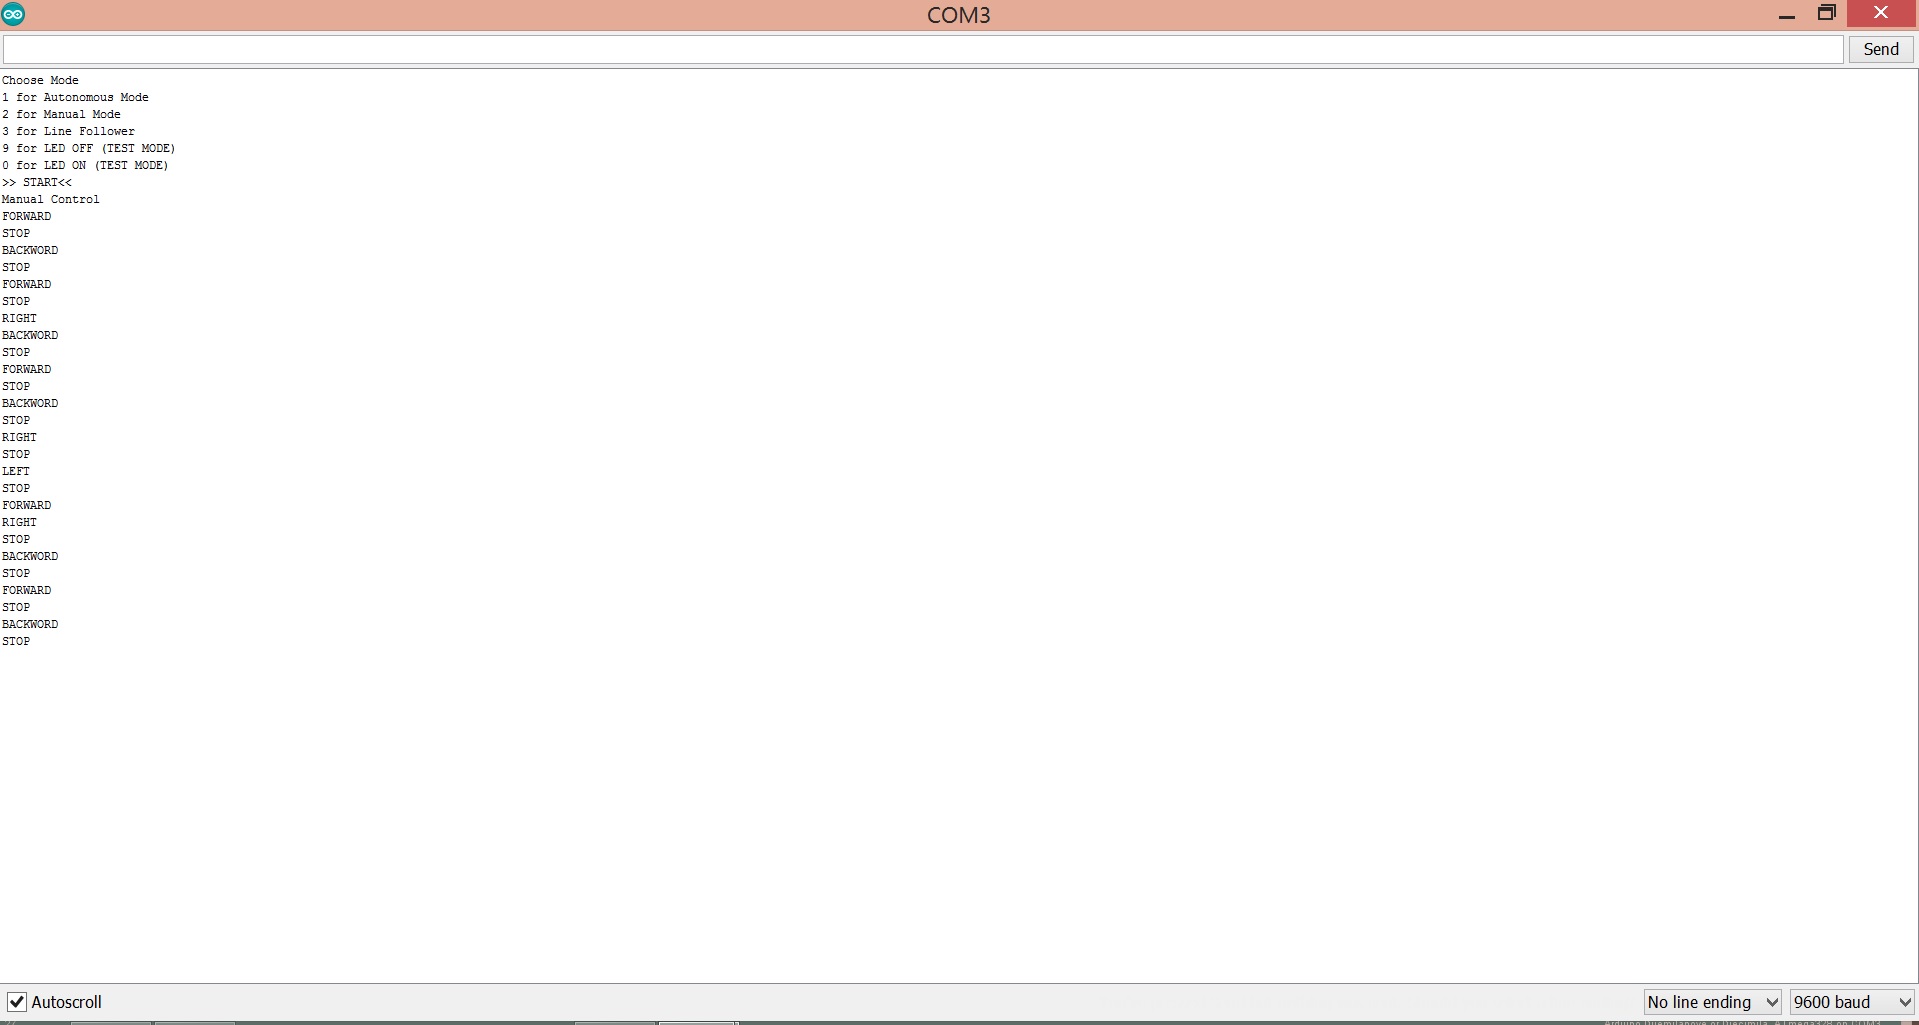 COM3
Send
Choose Mode
1 for Autonomous Mode
2 for Manual Mode
3 for Line Follower
9 for LED OFF (TEST MODE)
0 for LED ON (TEST MODE)
>> START<<
Manual Control
FORWARD
STOP
BACKWORD
STOP
FORWARD
STOP
RIGHT
BACKWORD
STOP
FORWARD
STOP
BACKWORD
STOP
RIGHT
STOP
LEFT
STOP
FORWARD
RIGHT
STOP
BACKWORD
STOP
FORWARD
STOP
BACKWORD
STOP
Autoscroll
No line ending
9600 baud